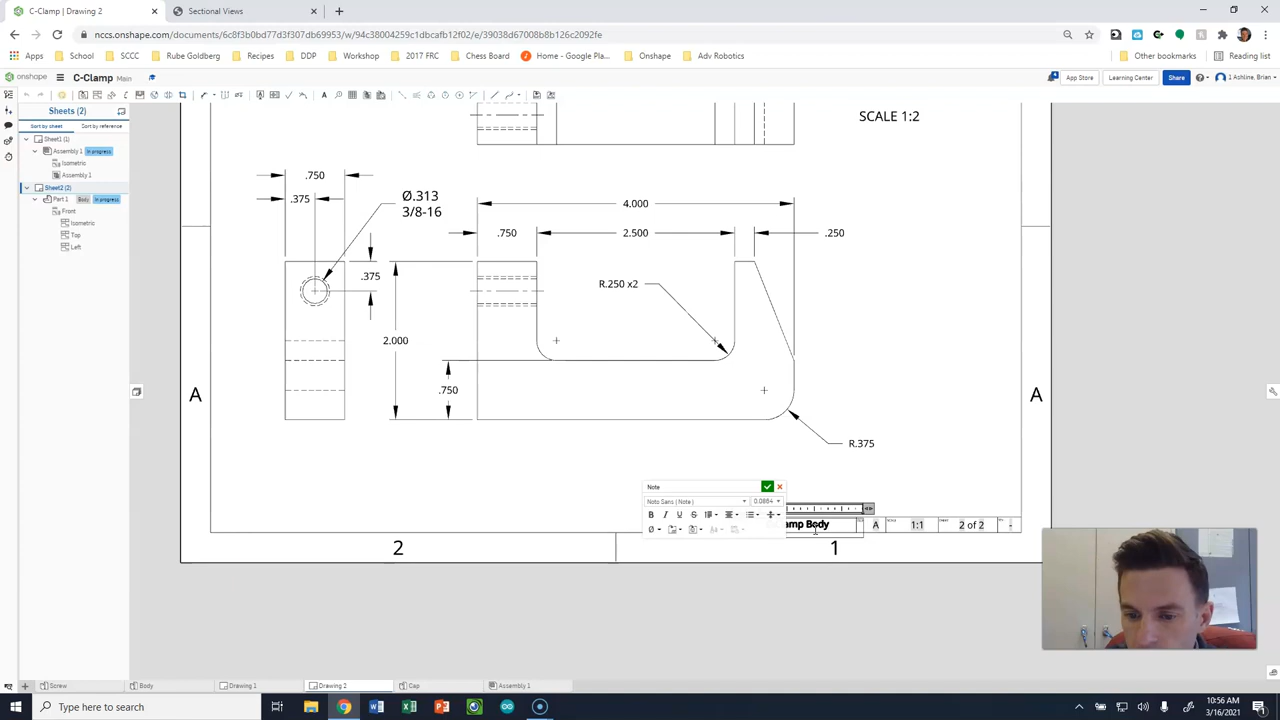 C-Clamp | Drawing 2
Sectional Views
nccs.onshape.com/documents/6c8f3b0bd77d3f307db69953/w/94c38004259c1dbcafb12f02/e/39038d67008b8b126c2092fe
Apps School SCCC Rube Goldberg Recipes DDP Workshop 2017 FRC Chess Board Home - Google Pla... Onshape Adv Robotics Other bookmarks Reading list
onshape C-Clamp Main App Store Learning Center Share 1 Ashline, Brian
Sheets (2)
Sort by sheet Sort by reference
Sheet1 (1)
Assembly 1 In progress
Isometric
Assembly 1
Sheet2 (2)
Part 1 Body In progress
Front
Isometric
Top
Left
SCALE 1:2
.750
.375
Ø.313
3/8-16
.375
2.000
.750
4.000
.750
2.500
.250
R.250 x2
R.375
A
A
Note
Noto Sans ( Note ) 0.0864
B I U S
amp Body A 1:1 2 of 2 -
2
1
Screw Body Drawing 1 Drawing 2 Cap Assembly 1
Type here to search
10:56 AM
3/16/2021